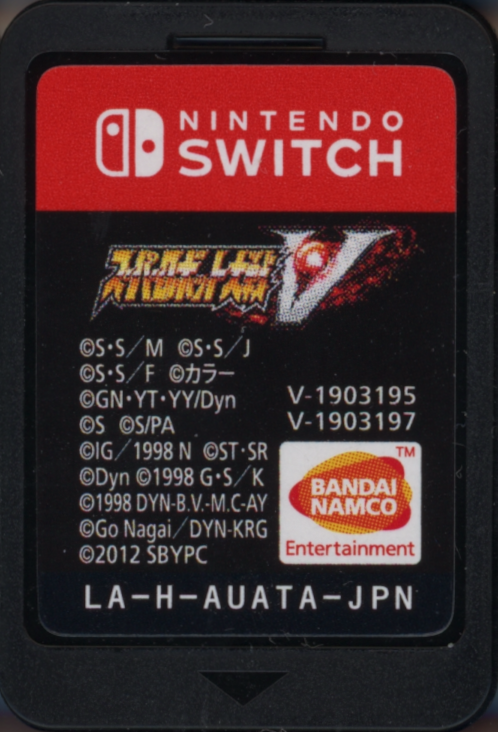 NINTENDO
SWITCH
スーパーロボット大戦V
©S・S／M ©S・S／J
©S・S／F ©カラー
©GN・YT・YY/Dyn
©S ©S/PA
©IG／1998 N ©ST・SR
©Dyn ©1998 G・S／K
©1998 DYN-B.V.-M.C-AY
©Go Nagai／DYN-KRG
©2012 SBYPC
V-1903195
V-1903197
TM
BANDAI
NAMCO
Entertainment
LA-H-AUATA-JPN